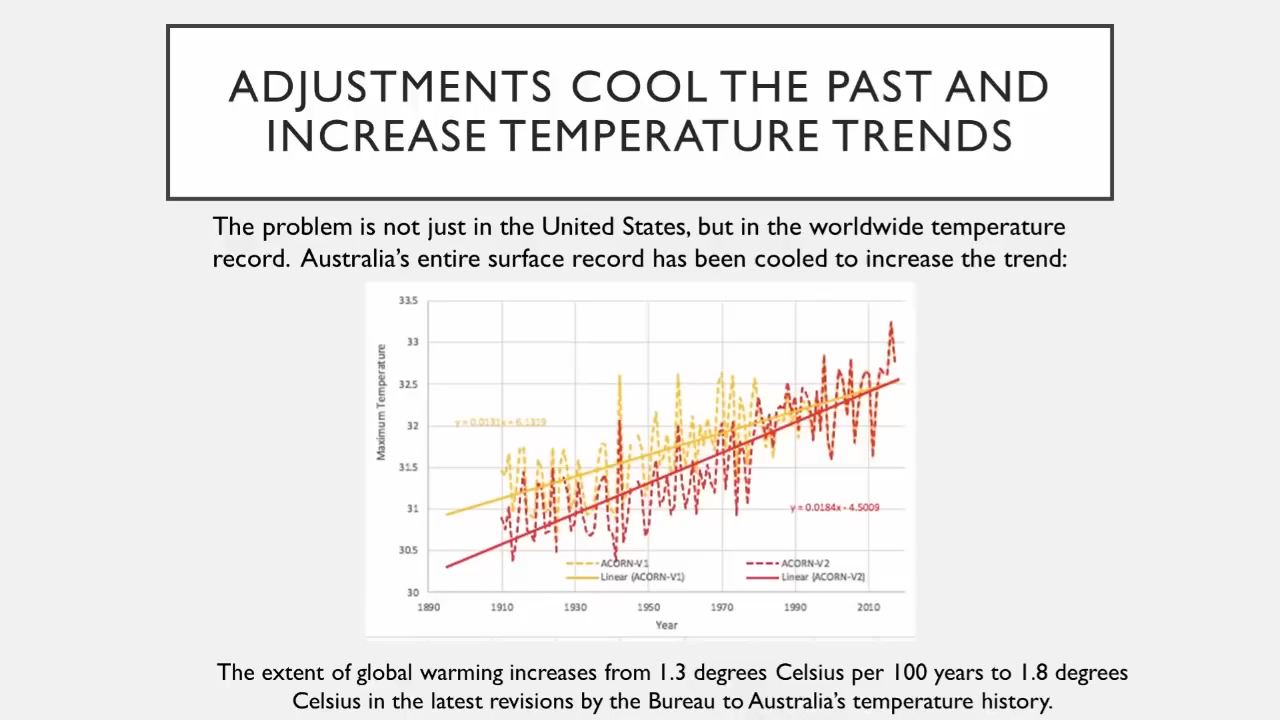 ADJUSTMENTS COOL THE PAST AND
INCREASE TEMPERATURE TRENDS
The problem is not just in the United States, but in the worldwide temperature
record. Australia's entire surface record has been cooled to increase the trend:
33.5
33
32.5
32
31.5
31
30.5
30
Maximum Temperature
y = 0.0131x + 6.1319
y = 0.0184x - 4.5009
ACORN-V1
ACORN-V2
Linear (ACORN-V1)
Linear (ACORN-V2)
1890 1910 1930 1950 1970 1990 2010
Year
The extent of global warming increases from 1.3 degrees Celsius per 100 years to 1.8 degrees
Celsius in the latest revisions by the Bureau to Australia's temperature history.